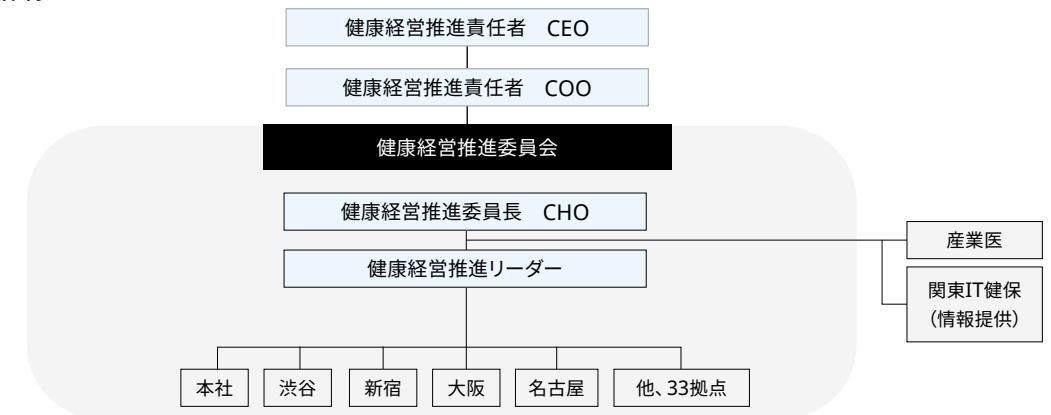 健康経営推進責任者　CEO
健康経営推進責任者　COO
健康経営推進委員会
健康経営推進委員長　CHO
健康経営推進リーダー
産業医
関東IT健保
（情報提供）
本社
渋谷
新宿
大阪
名古屋
他、33拠点